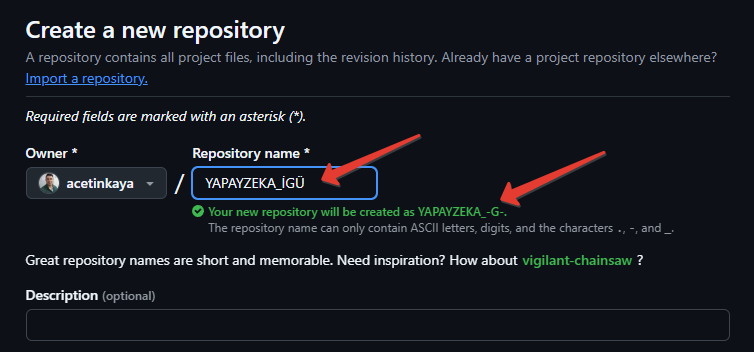 Create a new repository
A repository contains all project files, including the revision history. Already have a project repository elsewhere?
Import a repository.
Required fields are marked with an asterisk (*).
Owner * Repository name *
acetinkaya / YAPAYZEKA_İGÜ
Your new repository will be created as YAPAYZEKA_-G-.
The repository name can only contain ASCII letters, digits, and the characters ., -, and _.
Great repository names are short and memorable. Need inspiration? How about vigilant-chainsaw ?
Description (optional)